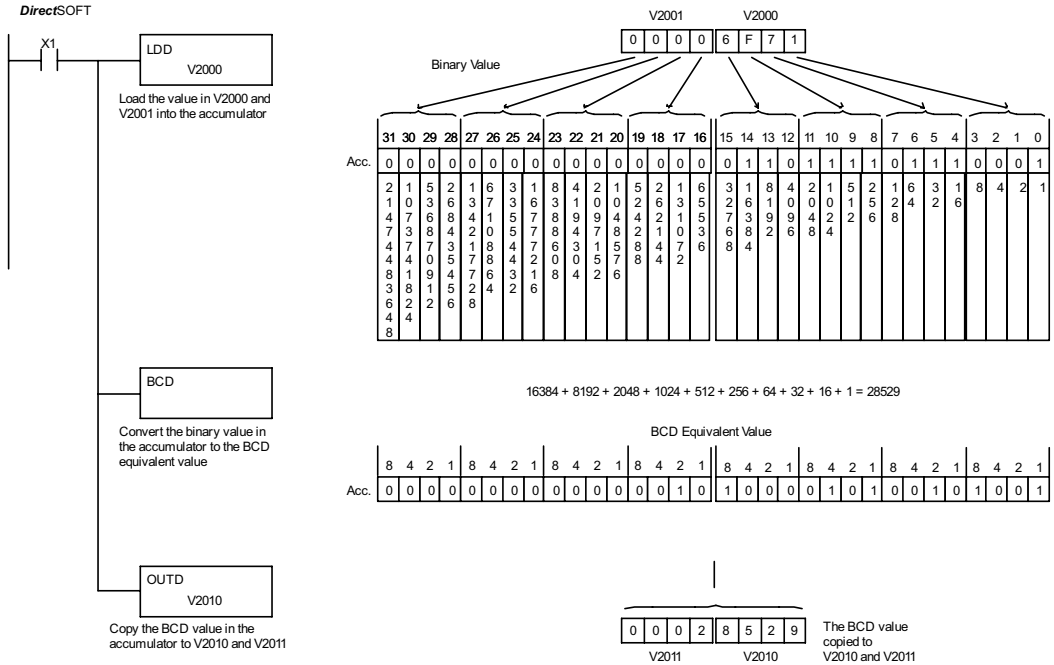 DirectSOFT
X1
LDD
V2000
Load the value in V2000 and
V2001 into the accumulator
V2001 V2000
0 0 0 0 6 F 7 1
Binary Value
31 30 29 28 27 26 25 24 23 22 21 20 19 18 17 16 15 14 13 12 11 10 9 8 7 6 5 4 3 2 1 0
Acc. 0 0 0 0 0 0 0 0 0 0 0 0 0 0 0 0 0 1 1 0 1 1 1 1 0 1 1 1 0 0 0 1
21474483648 1073741824 536870912 268435456 134217728 67108864 33554432 16777216 8388608 4194304 2097152 1048576 524288 262144 131072 65536 32768 16384 8192 4096 2048 1024 512 256 128 64 32 16 8 4 2 1
16384 + 8192 + 2048 + 1024 + 512 + 256 + 64 + 32 + 16 + 1 = 28529
BCD
Convert the binary value in
the accumulator to the BCD
equivalent value
BCD Equivalent Value
8 4 2 1 8 4 2 1 8 4 2 1 8 4 2 1 8 4 2 1 8 4 2 1 8 4 2 1 8 4 2 1
Acc. 0 0 0 0 0 0 0 0 0 0 0 0 0 0 1 0 1 0 0 0 0 1 0 1 0 0 1 0 1 0 0 1
OUTD
V2010
Copy the BCD value in the
accumulator to V2010 and V2011
0 0 0 2 8 5 2 9
V2011 V2010
The BCD value
copied to
V2010 and V2011